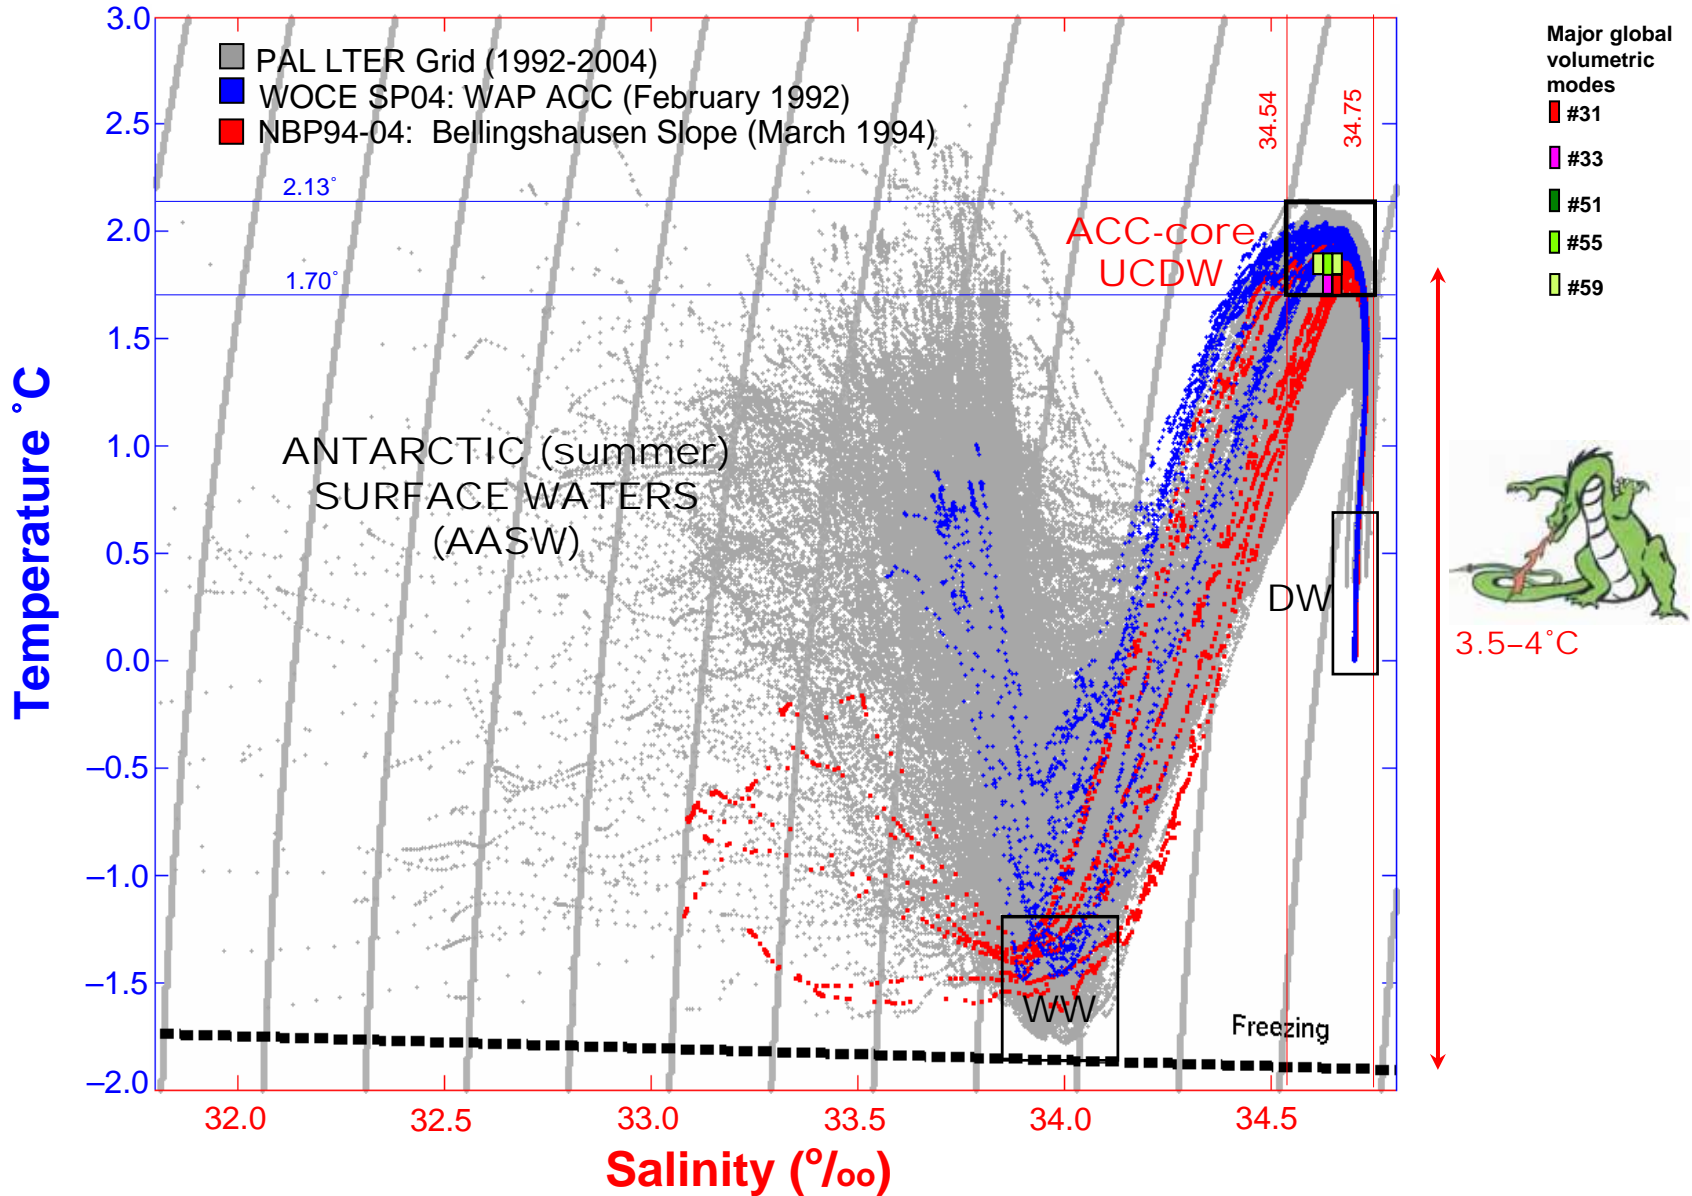 3.0
2.5
2.0
1.5
1.0
0.5
0.0
–0.5
–1.0
–1.5
–2.0
Temperature ˚C
PAL LTER Grid (1992-2004)
WOCE SP04: WAP ACC (February 1992)
NBP94-04: Bellingshausen Slope (March 1994)
2.13˚
1.70˚
34.54
34.75
ACC-core
UCDW
ANTARCTIC (summer)
SURFACE WATERS
(AASW)
DW
WW
Freezing
32.0
32.5
33.0
33.5
34.0
34.5
Salinity (o/oo)
Major global
volumetric
modes
#31
#33
#51
#55
#59
3.5–4˚C